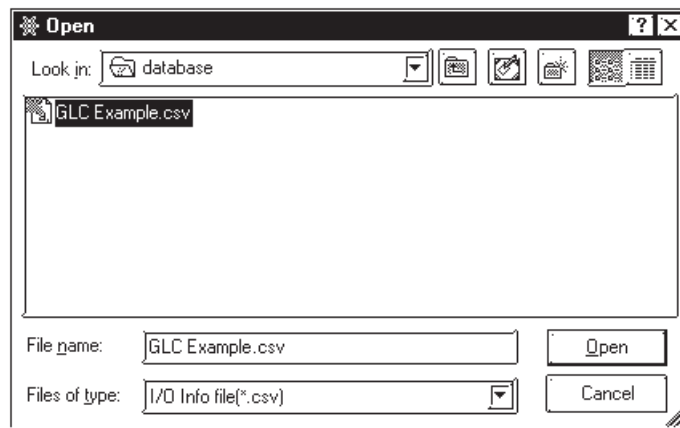 Open
Look in: database
GLC Example.csv
File name: GLC Example.csv Open
Files of type: I/O Info file(*.csv) Cancel